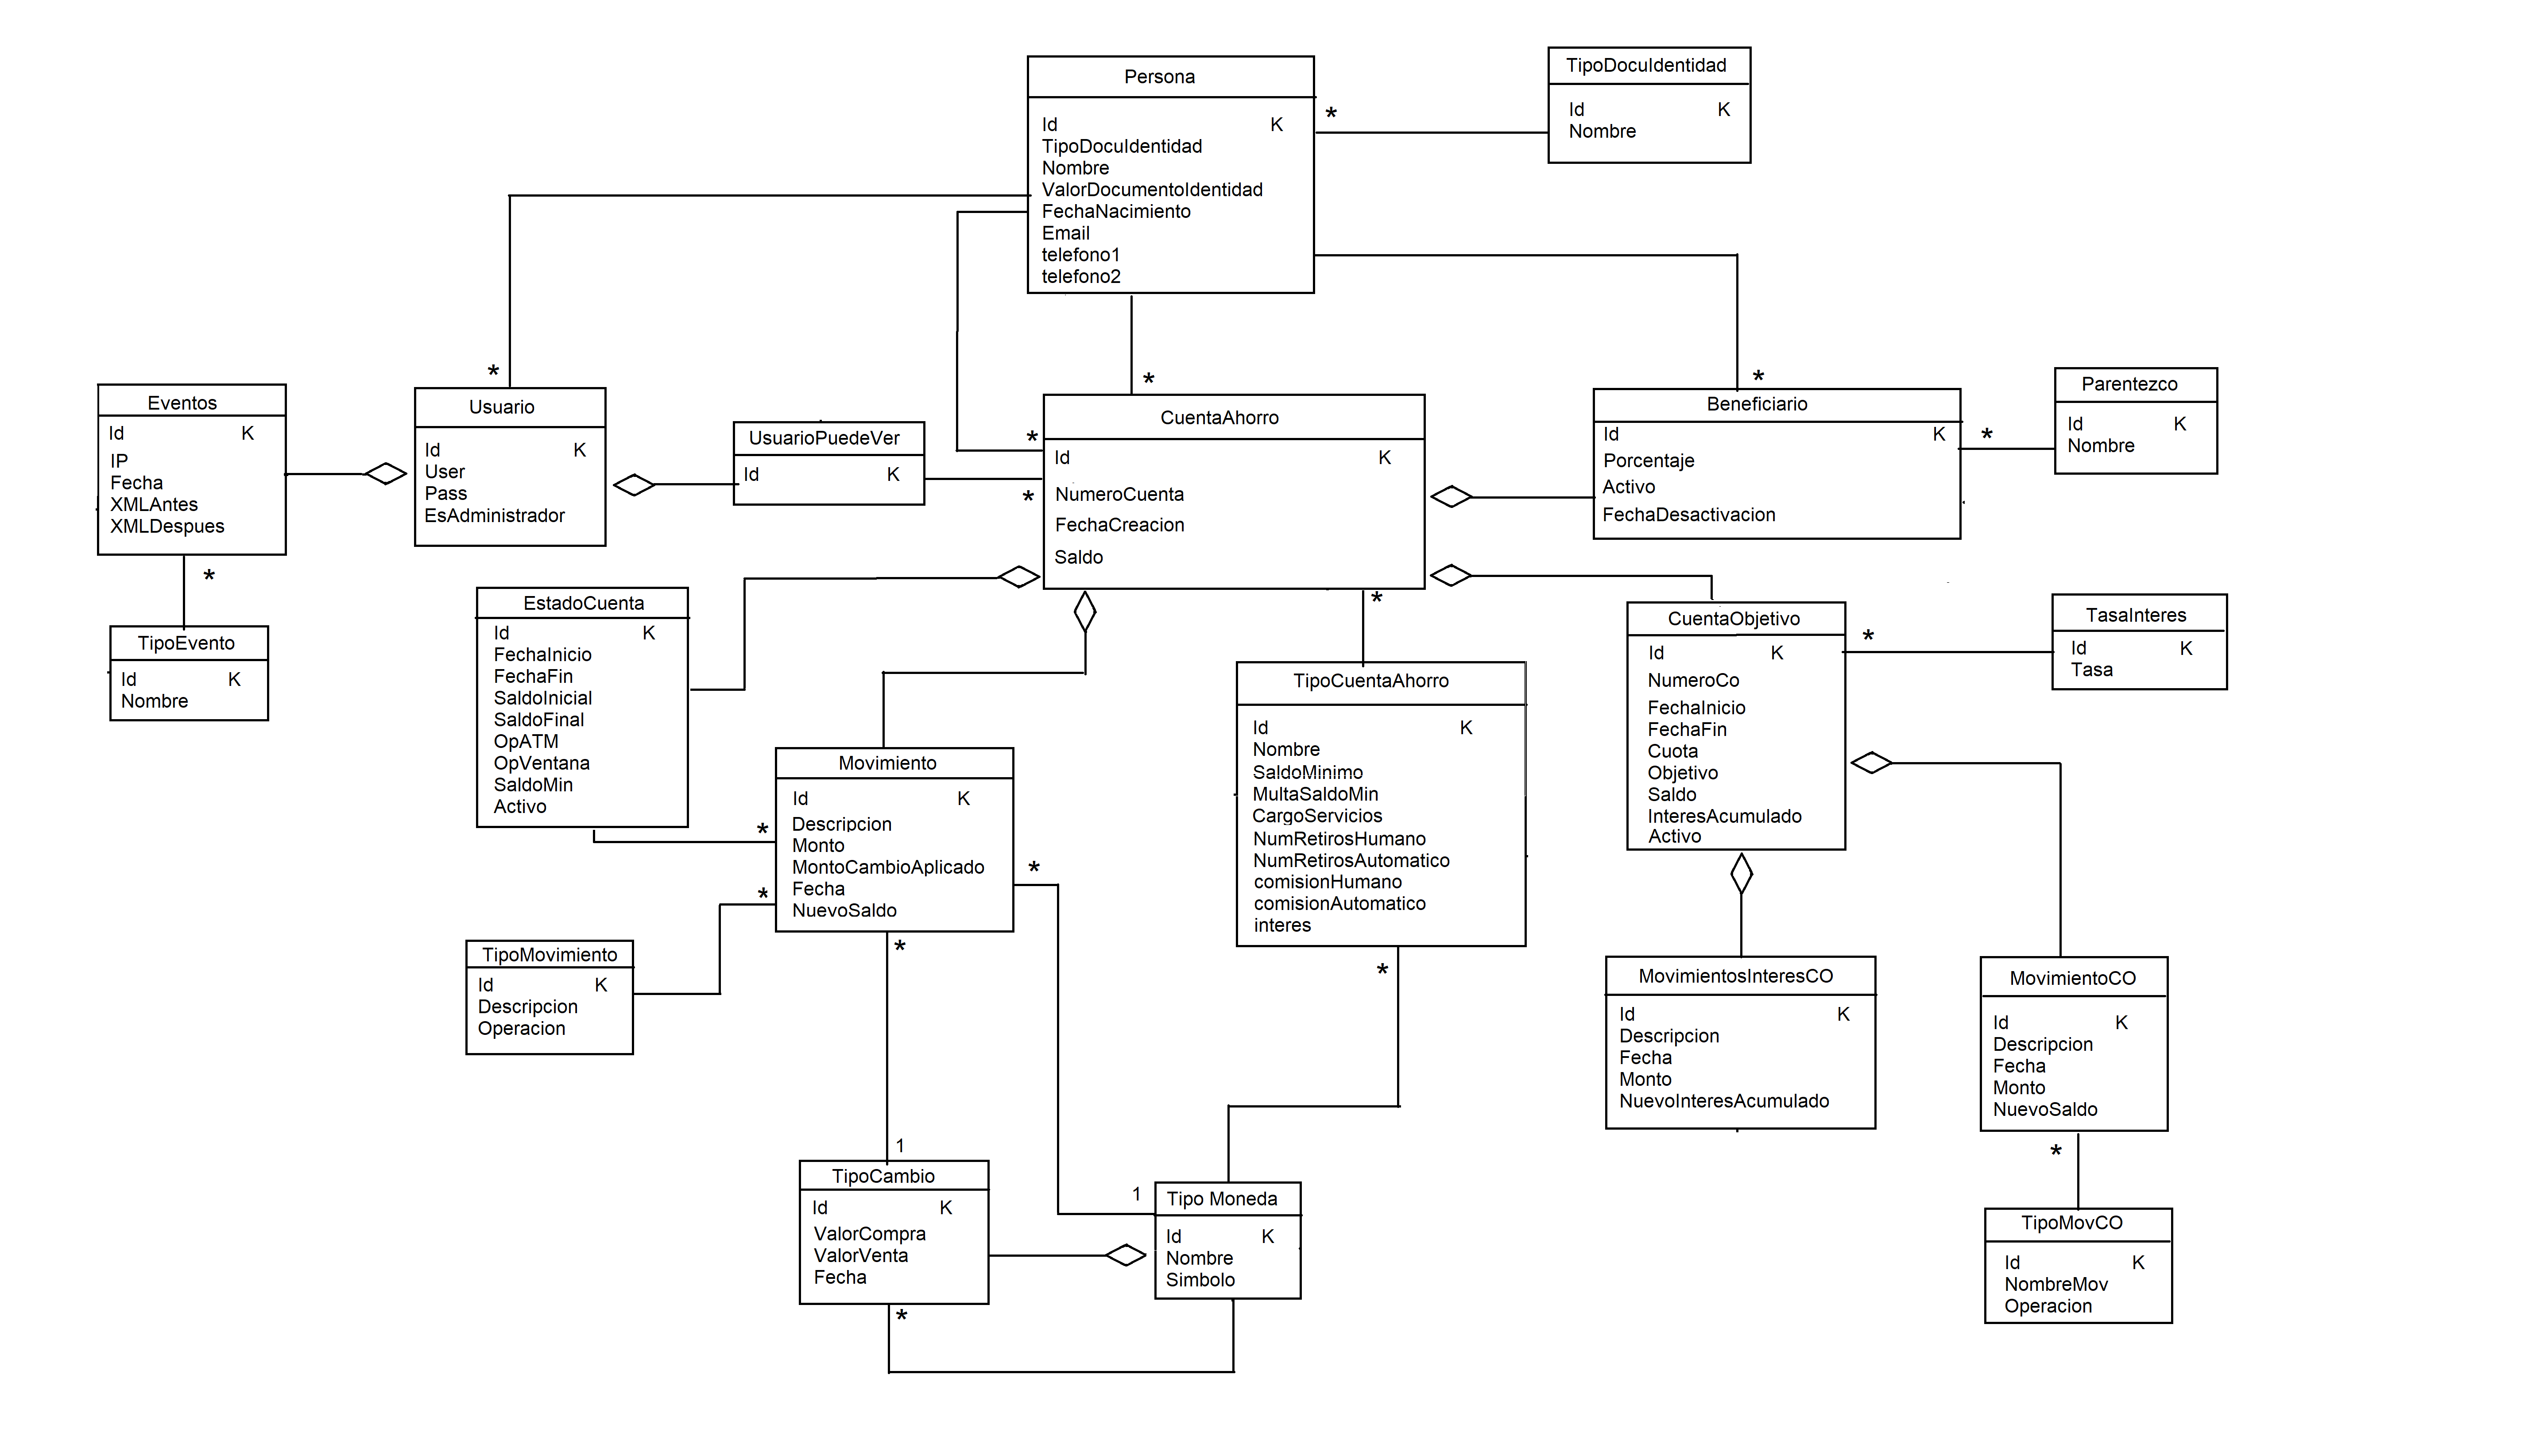 Persona
Id K
TipoDocuIdentidad
Nombre
ValorDocumentoIdentidad
FechaNacimiento
Email
telefono1
telefono2
*
TipoDocuIdentidad
Id K
Nombre
*
*
*
Eventos
Id K
IP
Fecha
XMLAntes
XMLDespues
*
TipoEvento
Id K
Nombre
Usuario
Id K
User
Pass
EsAdministrador
UsuarioPuedeVer
Id K
*
*
CuentaAhorro
Id K
NumeroCuenta
FechaCreacion
Saldo
*
Beneficiario
Id K
Porcentaje
Activo
FechaDesactivacion
*
Parentezco
Id K
Nombre
EstadoCuenta
Id K
FechaInicio
FechaFin
SaldoInicial
SaldoFinal
OpATM
OpVentana
SaldoMin
Activo
*
*
Movimiento
Id K
Descripcion
Monto
MontoCambioAplicado
Fecha
NuevoSaldo
*
*
TipoCuentaAhorro
Id K
Nombre
SaldoMinimo
MultaSaldoMin
CargoServicios
NumRetirosHumano
NumRetirosAutomatico
comisionHumano
comisionAutomatico
interes
*
CuentaObjetivo
Id K
NumeroCo
FechaInicio
FechaFin
Cuota
Objetivo
Saldo
InteresAcumulado
Activo
*
TasaInteres
Id K
Tasa
TipoMovimiento
Id K
Descripcion
Operacion
MovimientosInteresCO
Id K
Descripcion
Fecha
Monto
NuevoInteresAcumulado
MovimientoCO
Id K
Descripcion
Fecha
Monto
NuevoSaldo
*
1
TipoCambio
Id K
ValorCompra
ValorVenta
Fecha
*
1
Tipo Moneda
Id K
Nombre
Simbolo
TipoMovCO
Id K
NombreMov
Operacion